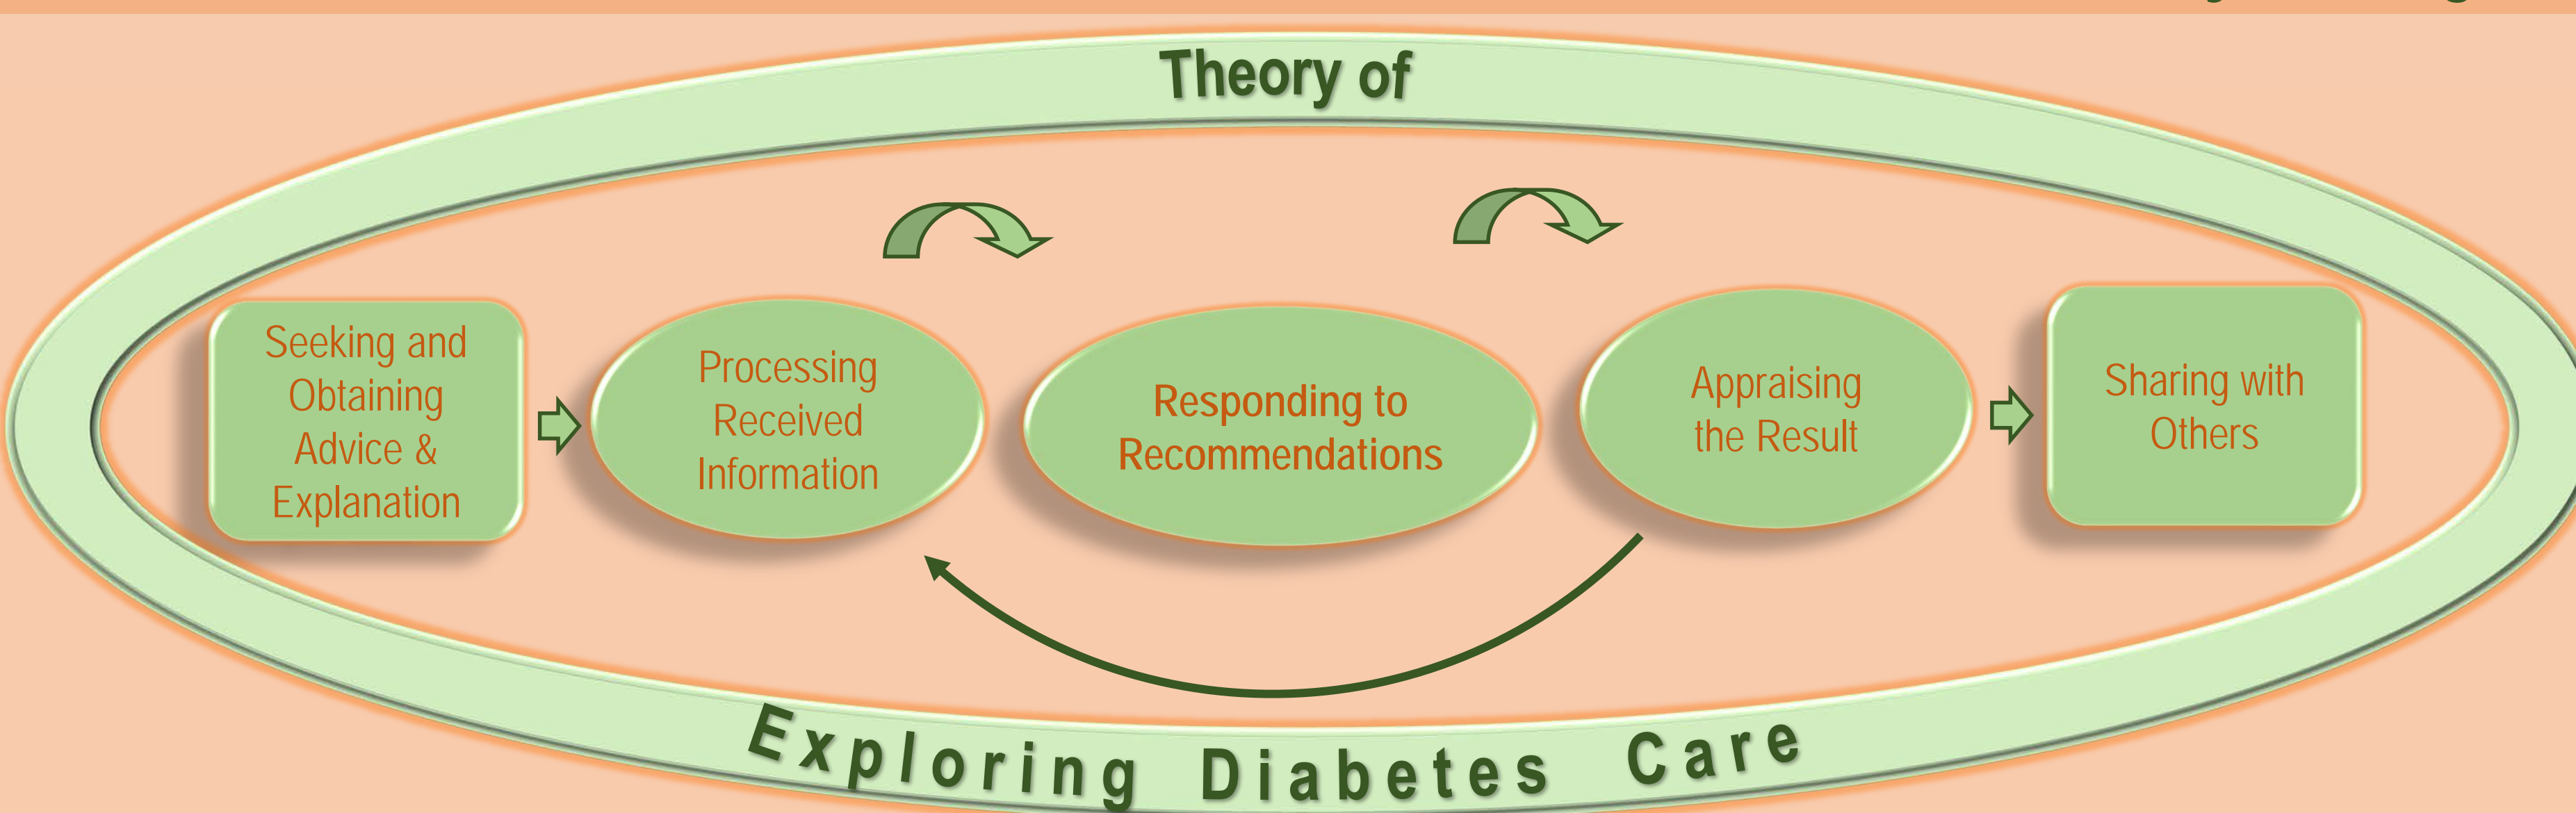 Theory of
Seeking and
Obtaining
Advice &
Explanation
Processing
Received
Information
Responding to
Recommendations
Appraising
the Result
Sharing with
Others
Exploring Diabetes Care